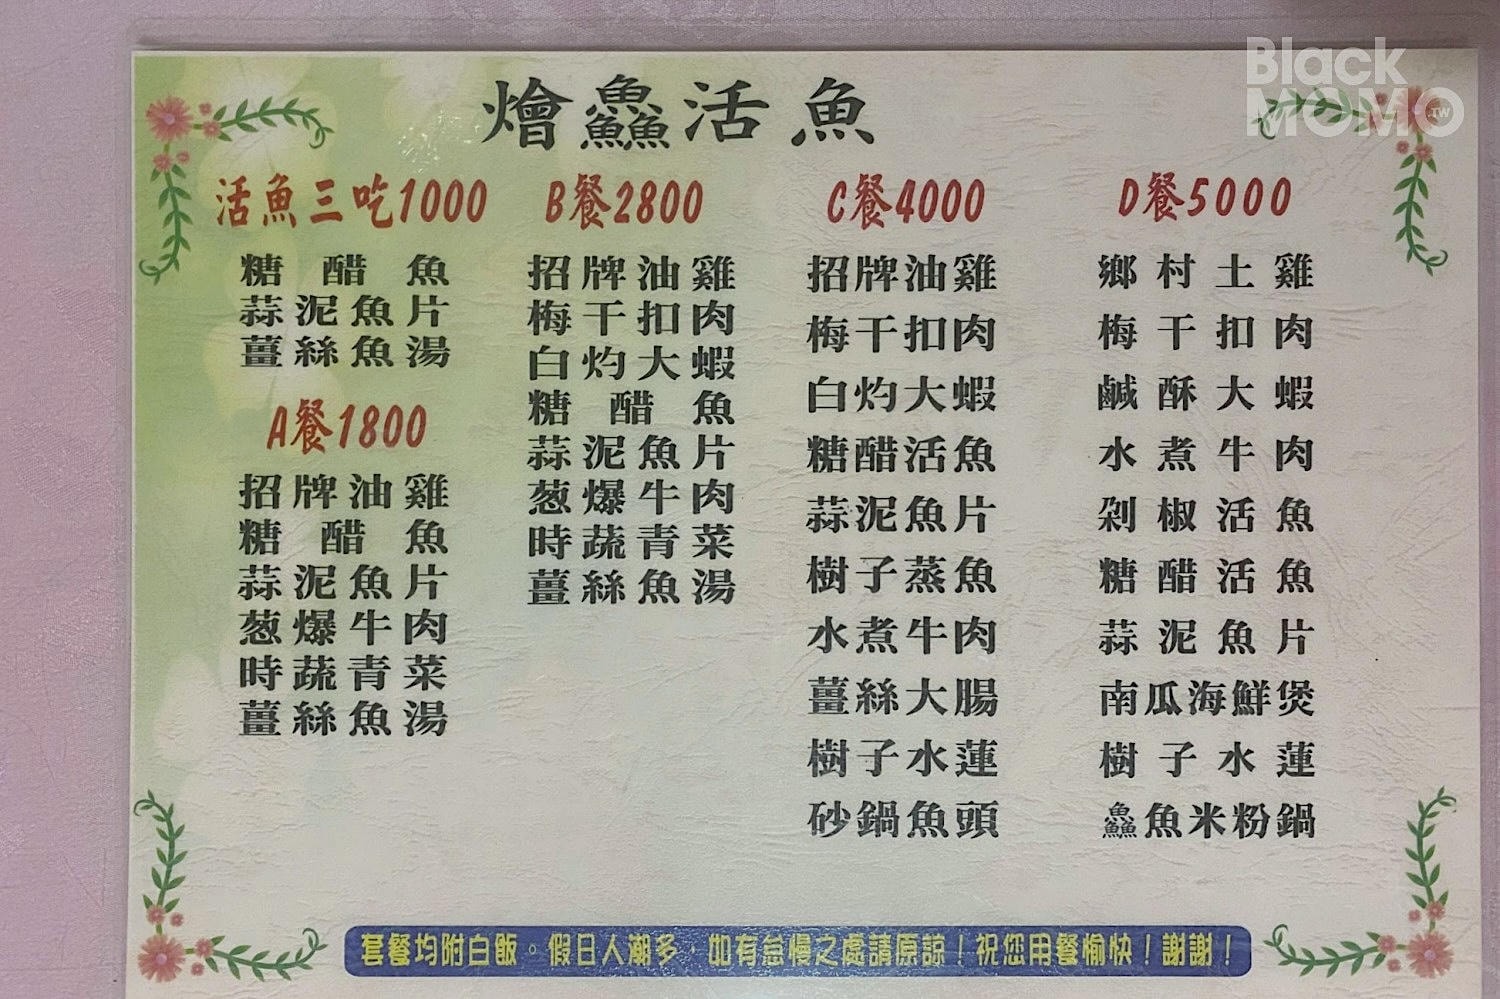 Black
MOMO
.TW
燴鱻活魚
活魚三吃1000
糖醋魚
蒜泥魚片
薑絲魚湯
A餐1800
招牌油雞
糖醋魚
蒜泥魚片
葱爆牛肉
時蔬青菜
薑絲魚湯
B餐2800
招牌油雞
梅干扣肉
白灼大蝦
糖醋魚
蒜泥魚片
葱爆牛肉
時蔬青菜
薑絲魚湯
C餐4000
招牌油雞
梅干扣肉
白灼大蝦
糖醋活魚
蒜泥魚片
樹子蒸魚
水煮牛肉
薑絲大腸
樹子水蓮
砂鍋魚頭
D餐5000
鄉村土雞
梅干扣肉
鹹酥大蝦
水煮牛肉
剁椒活魚
糖醋活魚
蒜泥魚片
南瓜海鮮煲
樹子水蓮
鱻魚米粉鍋
套餐均附白飯。假日人潮多，如有怠慢之處請原諒！祝您用餐愉快！謝謝！